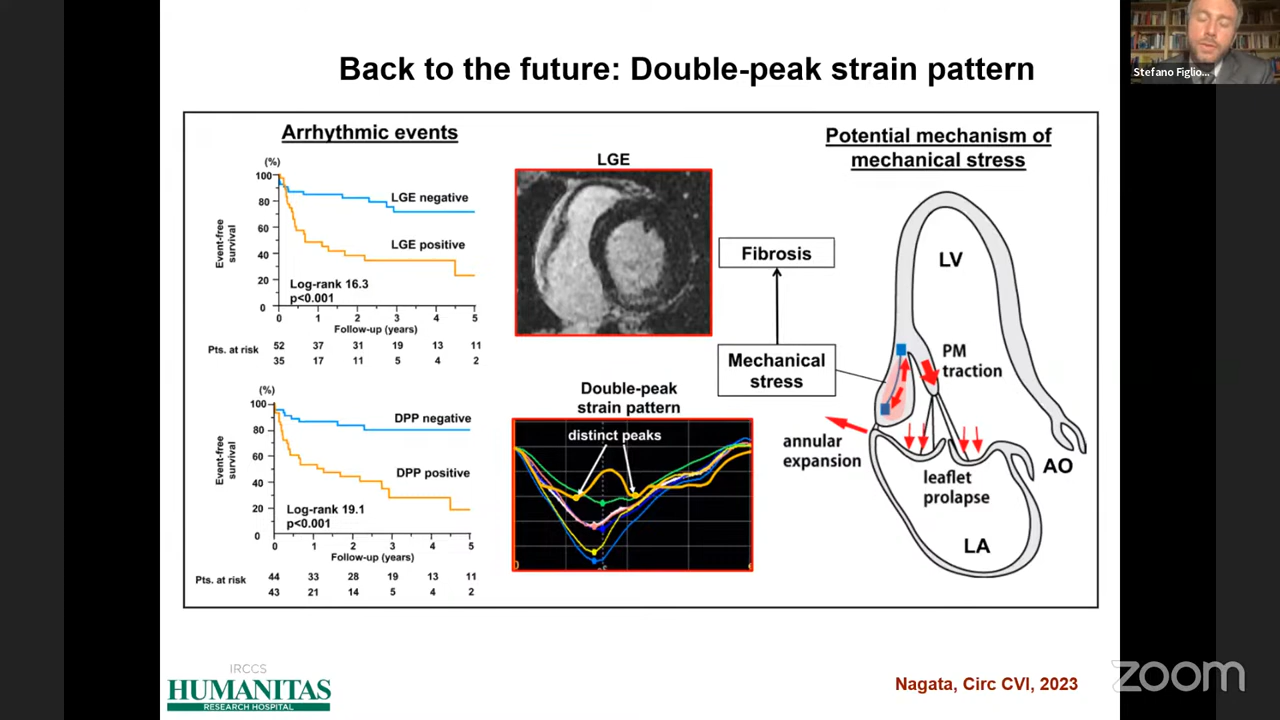 Back to the future: Double-peak strain pattern
Stefano Figlio...
Arrhythmic events
(%)
100
80
60
40
20
0
Event-free
survival
LGE negative
LGE positive
Log-rank 16.3
p<0.001
0 1 2 3 4 5
Follow-up (years)
Pts. at risk
52 37 31 19 13 11
35 17 11 5 4 2
(%)
100
80
60
40
20
0
Event-free
survival
DPP negative
DPP positive
Log-rank 19.1
p<0.001
0 1 2 3 4 5
Follow-up (years)
Pts. at risk
44 33 28 19 13 11
43 21 14 5 4 2
LGE
Double-peak
strain pattern
distinct peaks
Potential mechanism of
mechanical stress
Fibrosis
Mechanical
stress
LV
PM
traction
annular
expansion
leaflet
prolapse
AO
LA
IRCCS
HUMANITAS
RESEARCH HOSPITAL
Nagata, Circ CVI, 2023
zoom